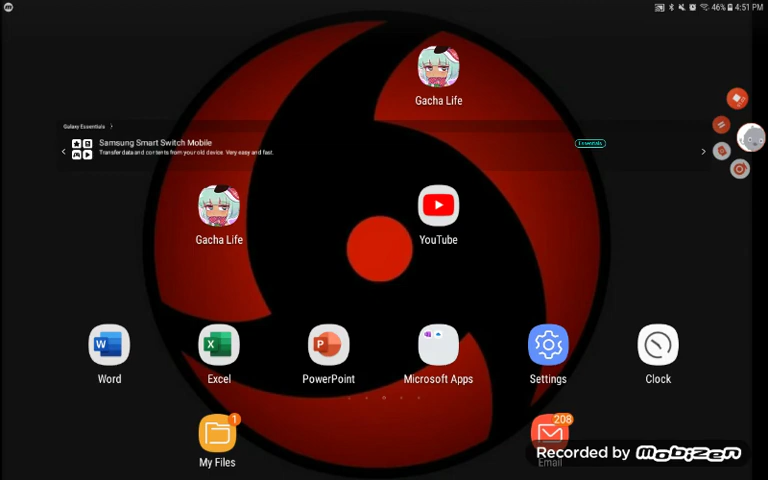 46% 4:51 PM
Gacha Life
Galaxy Essentials
Samsung Smart Switch Mobile
Transfer data and contents from your old device. Very easy and fast.
Essentials
Gacha Life
YouTube
W
X
P
Word
Excel
PowerPoint
Microsoft Apps
Settings
Clock
1
208
My Files
Email
Recorded by Mobizen